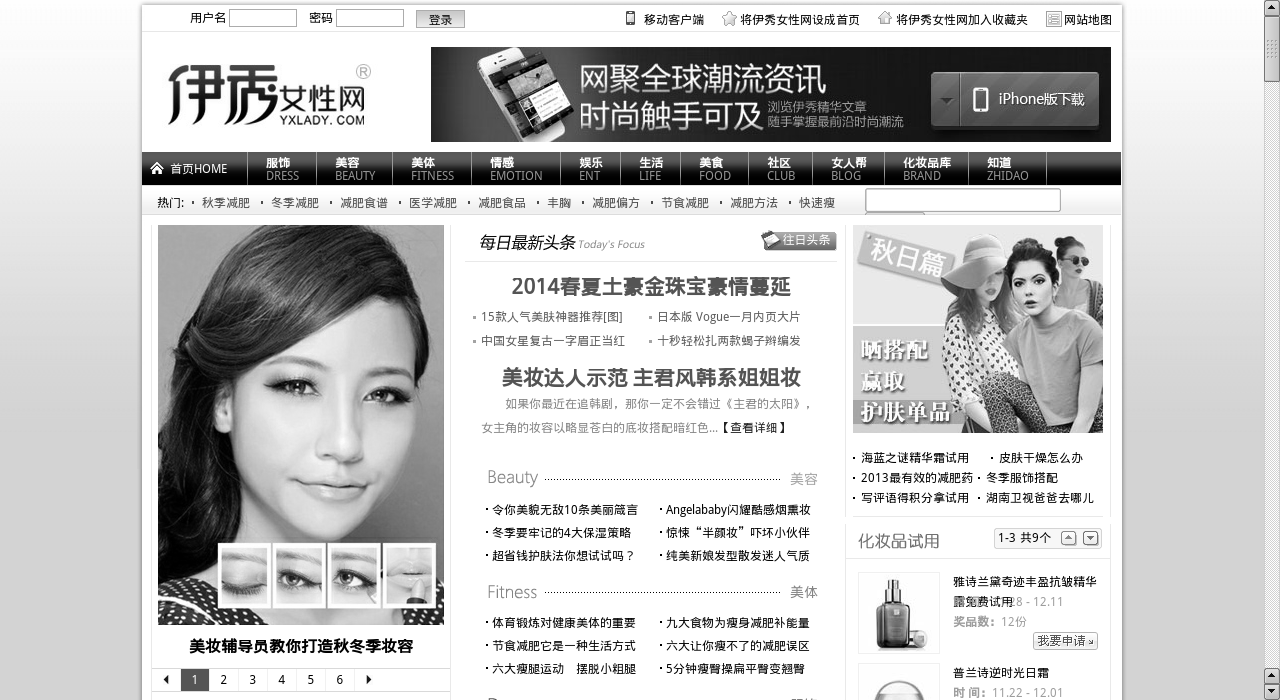 用户名 密码 登录 移动客户端 将伊秀女性网设成首页 将伊秀女性网加入收藏夹 网站地图
伊秀女性网®
YXLADY.COM
网聚全球潮流资讯
时尚触手可及
浏览伊秀精华文章
随手掌握最前沿时尚潮流
iPhone版下载
首页HOME
服饰 美容 美体 情感 娱乐 生活 美食 社区 女人帮 化妆品库 知道
DRESS BEAUTY FITNESS EMOTION ENT LIFE FOOD CLUB BLOG BRAND ZHIDAO
热门: 秋季减肥 冬季减肥 减肥食谱 医学减肥 减肥食品 丰胸 减肥偏方 节食减肥 减肥方法 快速瘦
美妆辅导员教你打造秋冬季妆容
1 2 3 4 5 6
每日最新头条 Today's Focus 往日头条
2014春夏土豪金珠宝豪情蔓延
15款人气美肤神器推荐[图] 日本版 Vogue一月内页大片
中国女星复古一字眉正当红 十秒轻松扎两款蝎子辫编发
美妆达人示范 主君风韩系姐姐妆
如果你最近在追韩剧，那你一定不会错过《主君的太阳》，
女主角的妆容以略显苍白的底妆搭配暗红色...【查看详细】
Beauty 美容
令你美貌无敌10条美丽箴言 Angelababy闪耀酷感烟熏妆
冬季要牢记的4大保湿策略 惊悚“半颜妆”吓坏小伙伴
超省钱护肤法你想试试吗？ 纯美新娘发型散发迷人气质
Fitness 美体
体育锻炼对健康美体的重要 九大食物为瘦身减肥补能量
节食减肥它是一种生活方式 六大让你瘦不了的减肥误区
六大瘦腿运动 摆脱小粗腿 5分钟瘦臀操扁平臀变翘臀
秋日篇
晒搭配
赢取
护肤单品
海蓝之谜精华霜试用 皮肤干燥怎么办
2013最有效的减肥药 冬季服饰搭配
写评语得积分拿试用 湖南卫视爸爸去哪儿
化妆品试用 1-3 共9个
雅诗兰黛奇迹丰盈抗皱精华
露免费试用 8 - 12.11
奖品数: 12份
我要申请
普兰诗逆时光日霜
时 间: 11.22 - 12.01